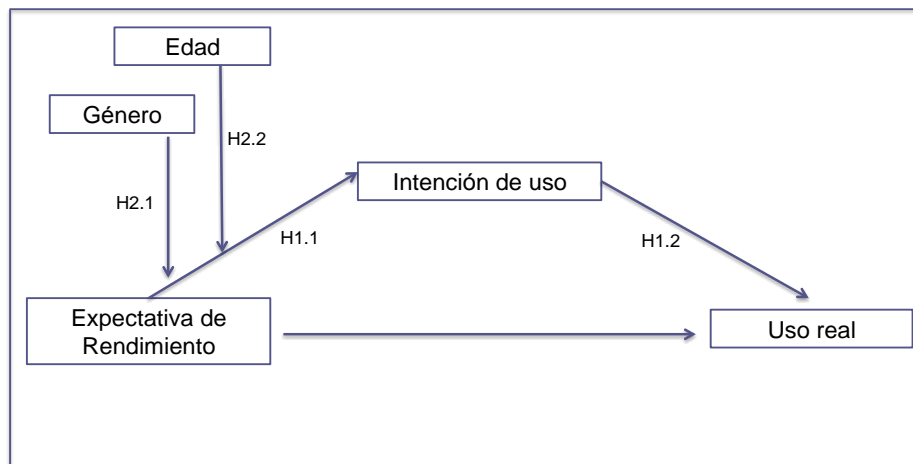 Edad
Género
H2.2
Intención de uso
H2.1
H1.1
H1.2
Expectativa de
Rendimiento
Uso real